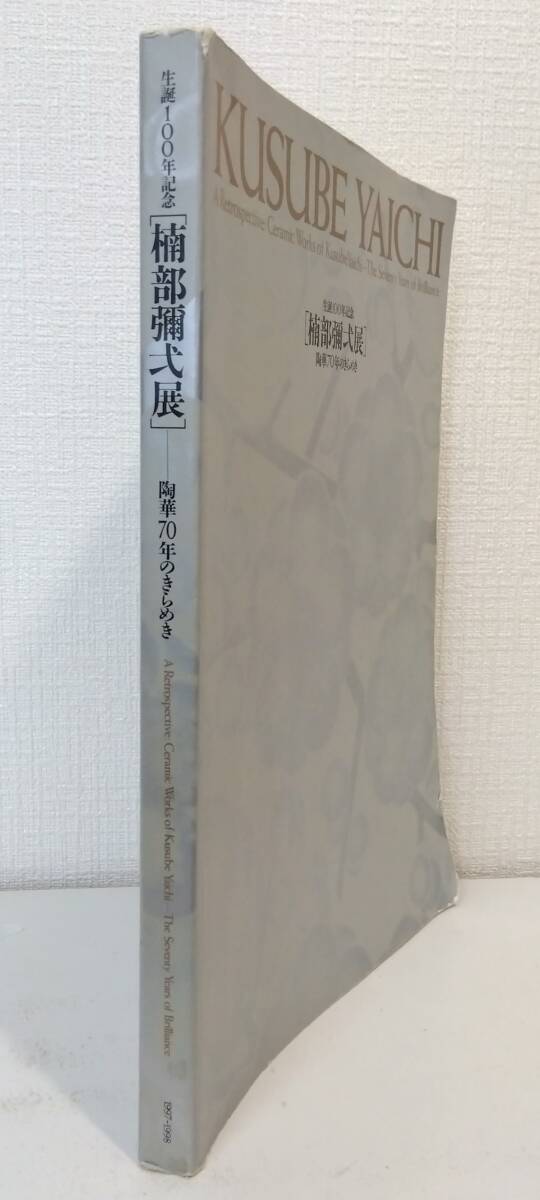 生誕100年記念[楠部彌弌展]──陶華70年のきらめき A Retrospective: Ceramic Works of Kusube Yaichi—The Seventy Years of Brilliance 1997-1998
KUSUBE YAICHI
A Retrospective: Ceramic Works of Kusube Yaichi—The Seventy Years of Brilliance
生誕100年記念
[楠部彌弌展]
陶華70年のきらめき